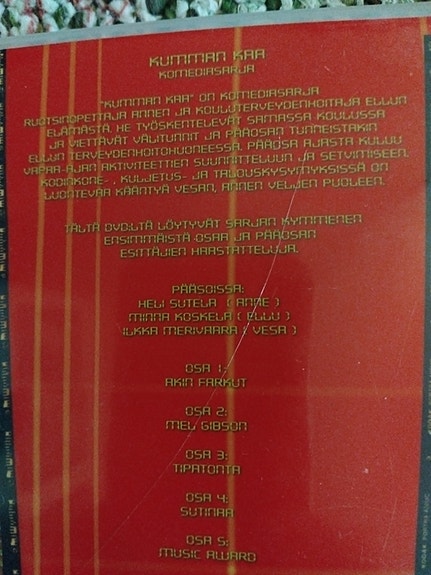 KUMMAN KAA
KOMEDIASARJA
"KUMMAN KAA" ON KOMEDIASARJA
RUOTSINOPETTAJA ANNEN JA KOULUTERVEYDENHOITAJA ELLUN
ELÄMÄSTÄ. HE TYÖSKENTELEVÄT SAMASSA KOULUSSA
JA VIETTÄVÄT VÄLITUNNIT JA PÄÄOSAN TUNNEISTAKIN
ELLUN TERVEYDENHOITOHUONEESSA. PÄÄOSA AJASTA KULUU
VAPAA-AJAN AKTIVITEETTIEN SUUNNITTELUUN JA SETVIMISEEN.
KODINKONE-, KULJETUS- JA TALOUSKYSYMYKSISSÄ ON
LUONTEVAA KÄÄNTYÄ VESAN, ANNEN VELJEN PUOLEEN.
TÄLTÄ DVD:LTÄ LÖYTYVÄT SARJAN KYMMENEN
ENSIMMÄISTÄ OSAA JA PÄÄOSAN
ESITTÄJIEN HAASTATTELUJA.
PÄÄSOISSA:
HELI SUTELA ( ANNE )
MINNA KOSKELA ( ELLU )
ILKKA MERIVAARA ( VESA )
OSA 1:
AKIN FARKUT
OSA 2:
MEL GIBSON
OSA 3:
TIPATONTA
OSA 4:
SUTINAA
OSA 5:
MUSIC AWARD